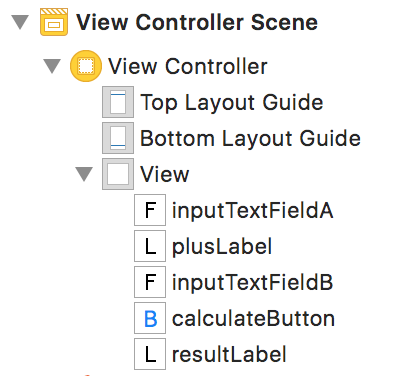 View Controller Scene
View Controller
Top Layout Guide
Bottom Layout Guide
View
F inputTextFieldA
L plusLabel
F inputTextFieldB
B calculateButton
L resultLabel